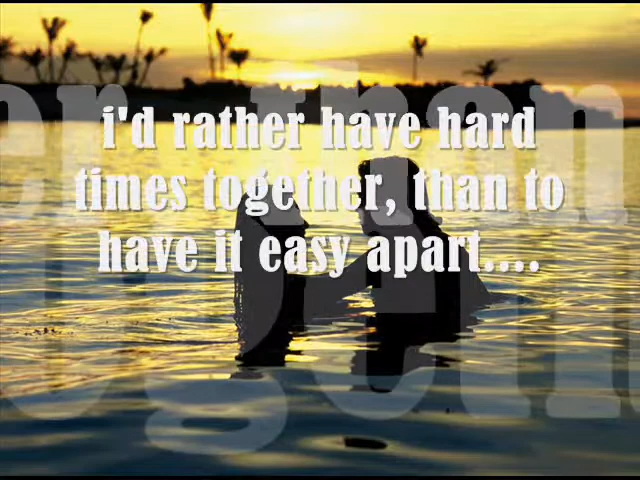 i'd rather have hard
times together, than to
have it easy apart....